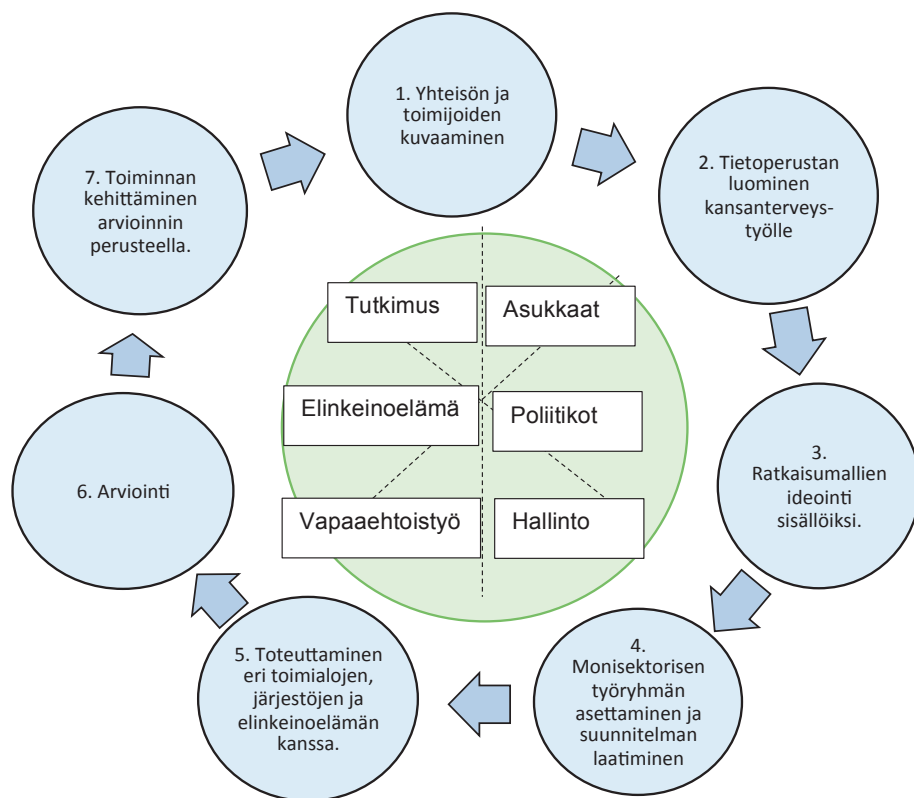 1. Yhteisön ja
toimijoiden
kuvaaminen
2. Tietoperustan
luominen
kansanterveys-
työlle
3.
Ratkaisumallien
ideointi
sisällöiksi.
4.
Monisektorisen
työryhmän
asettaminen ja
suunnitelman
laatiminen
5. Toteuttaminen
eri toimialojen,
järjestöjen ja
elinkeinoelämän
kanssa.
6. Arviointi
7. Toiminnan
kehittäminen
arvioinnin
perusteella.
Tutkimus
Asukkaat
Elinkeinoelämä
Poliitikot
Vapaaehtoistyö
Hallinto